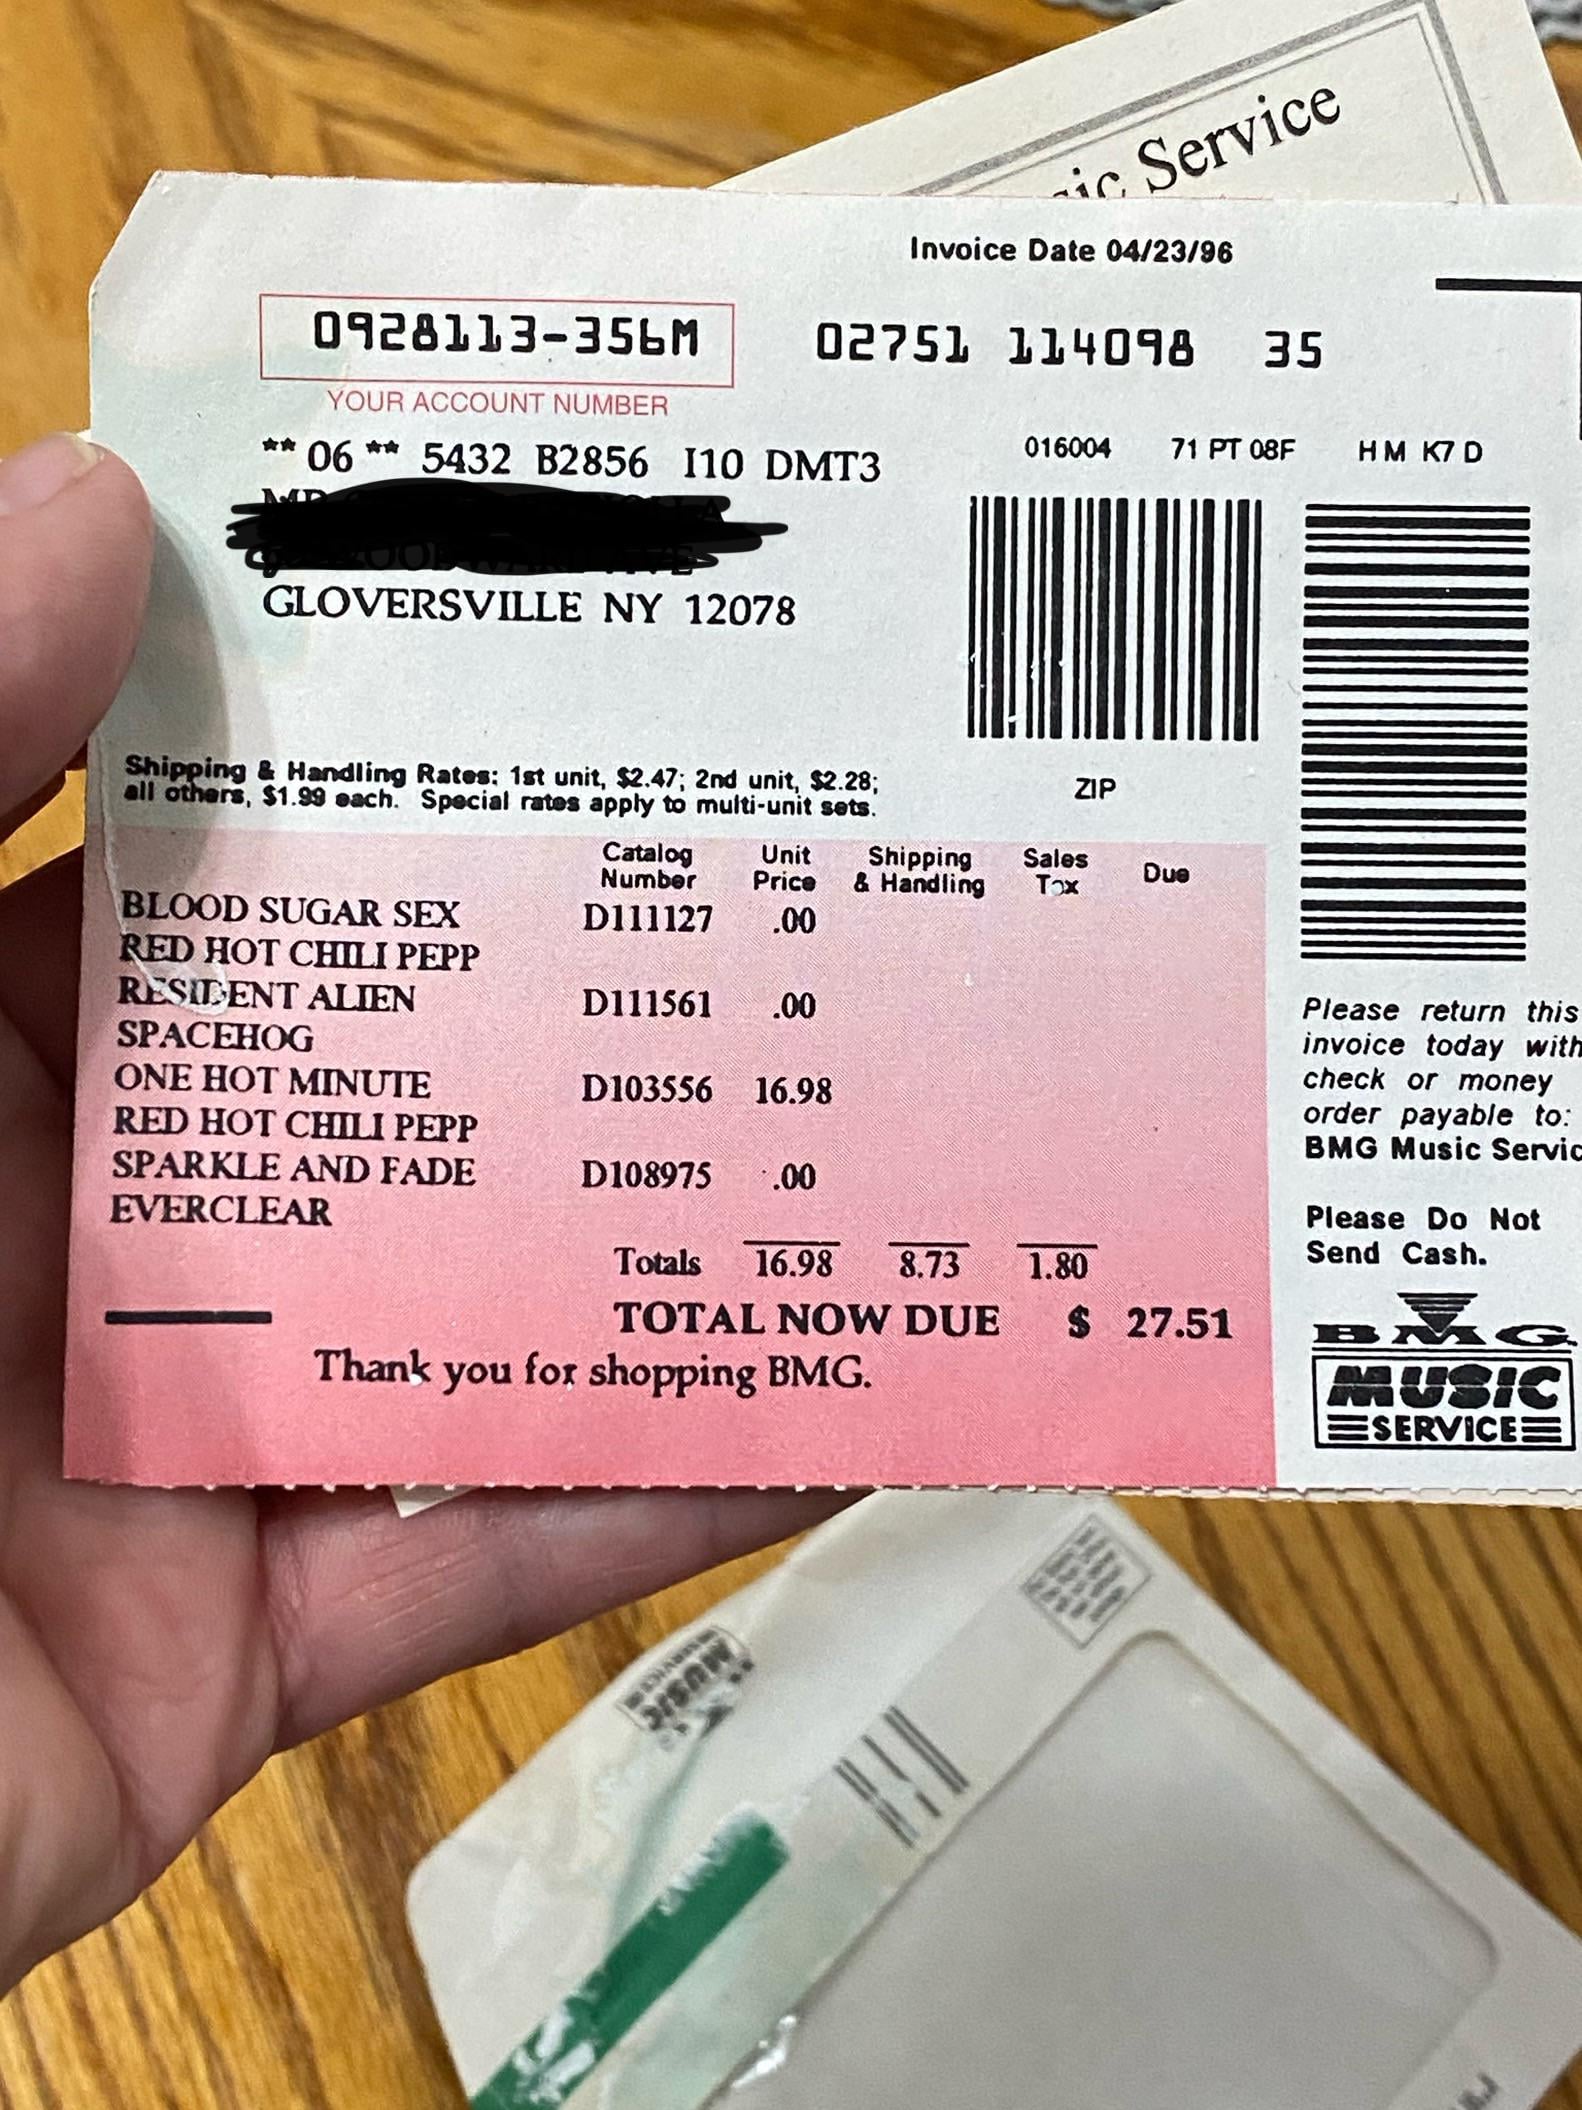 ic Service
Invoice Date 04/23/96
0928113-356M 02751 114098 35
YOUR ACCOUNT NUMBER
** 06 ** 5432 B2856 I10 DMT3
016004 71 PT 08F HM K7 D
GLOVERSVILLE NY 12078
Shipping & Handling Rates: 1st unit, $2.47; 2nd unit, $2.28;
all others, $1.99 each. Special rates apply to multi-unit sets.
ZIP
Catalog Number Unit Price Shipping & Handling Sales Tax Due
BLOOD SUGAR SEX D111127 .00
RED HOT CHILI PEPP
RESIDENT ALIEN D111561 .00
SPACEHOG
ONE HOT MINUTE D103556 16.98
RED HOT CHILI PEPP
SPARKLE AND FADE D108975 .00
EVERCLEAR
Totals 16.98 8.73 1.80
TOTAL NOW DUE $ 27.51
Thank you for shopping BMG.
Please return this
invoice today with
check or money
order payable to:
BMG Music Servic
Please Do Not
Send Cash.
BMG
MUSIC
SERVICE
MUSIC
SERVICE